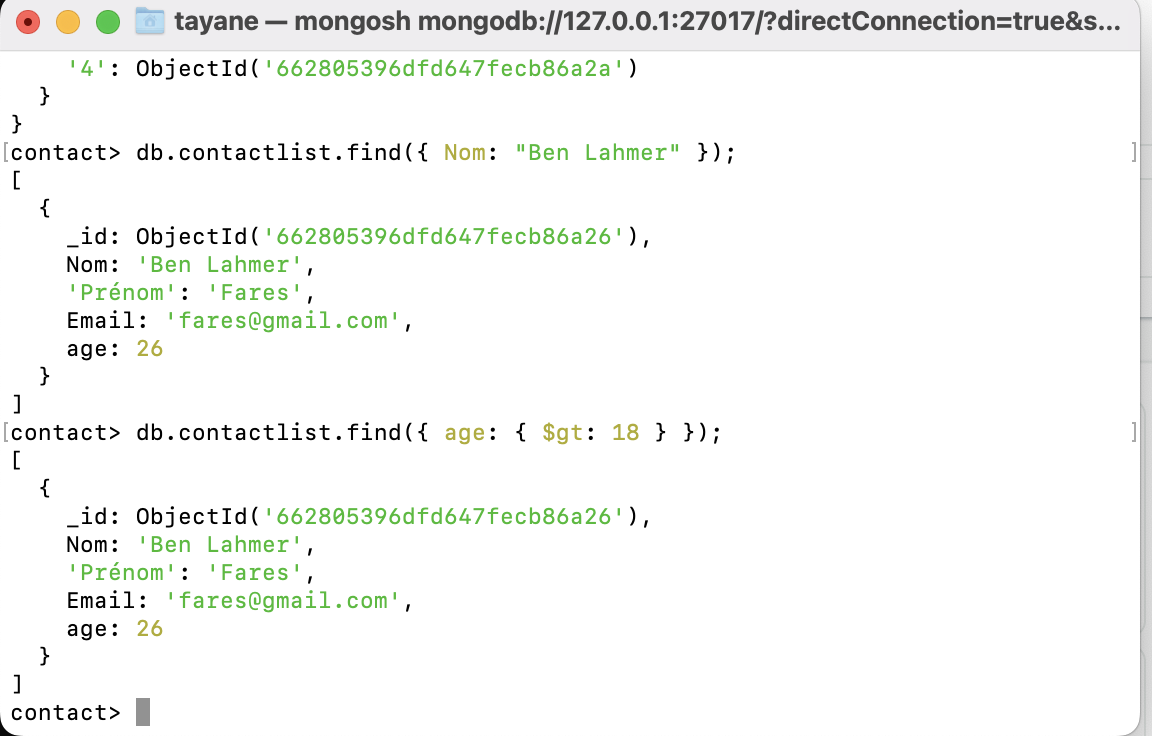 tayane — mongosh mongodb://127.0.0.1:27017/?directConnection=true&s...
    '4': ObjectId('662805396dfd647fecb86a2a')
  }
}
[contact> db.contactlist.find({ Nom: "Ben Lahmer" }); ]
[
  {
    _id: ObjectId('662805396dfd647fecb86a26'),
    Nom: 'Ben Lahmer',
    'Prénom': 'Fares',
    Email: 'fares@gmail.com',
    age: 26
  }
]
[contact> db.contactlist.find({ age: { $gt: 18 } }); ]
[
  {
    _id: ObjectId('662805396dfd647fecb86a26'),
    Nom: 'Ben Lahmer',
    'Prénom': 'Fares',
    Email: 'fares@gmail.com',
    age: 26
  }
]
contact>